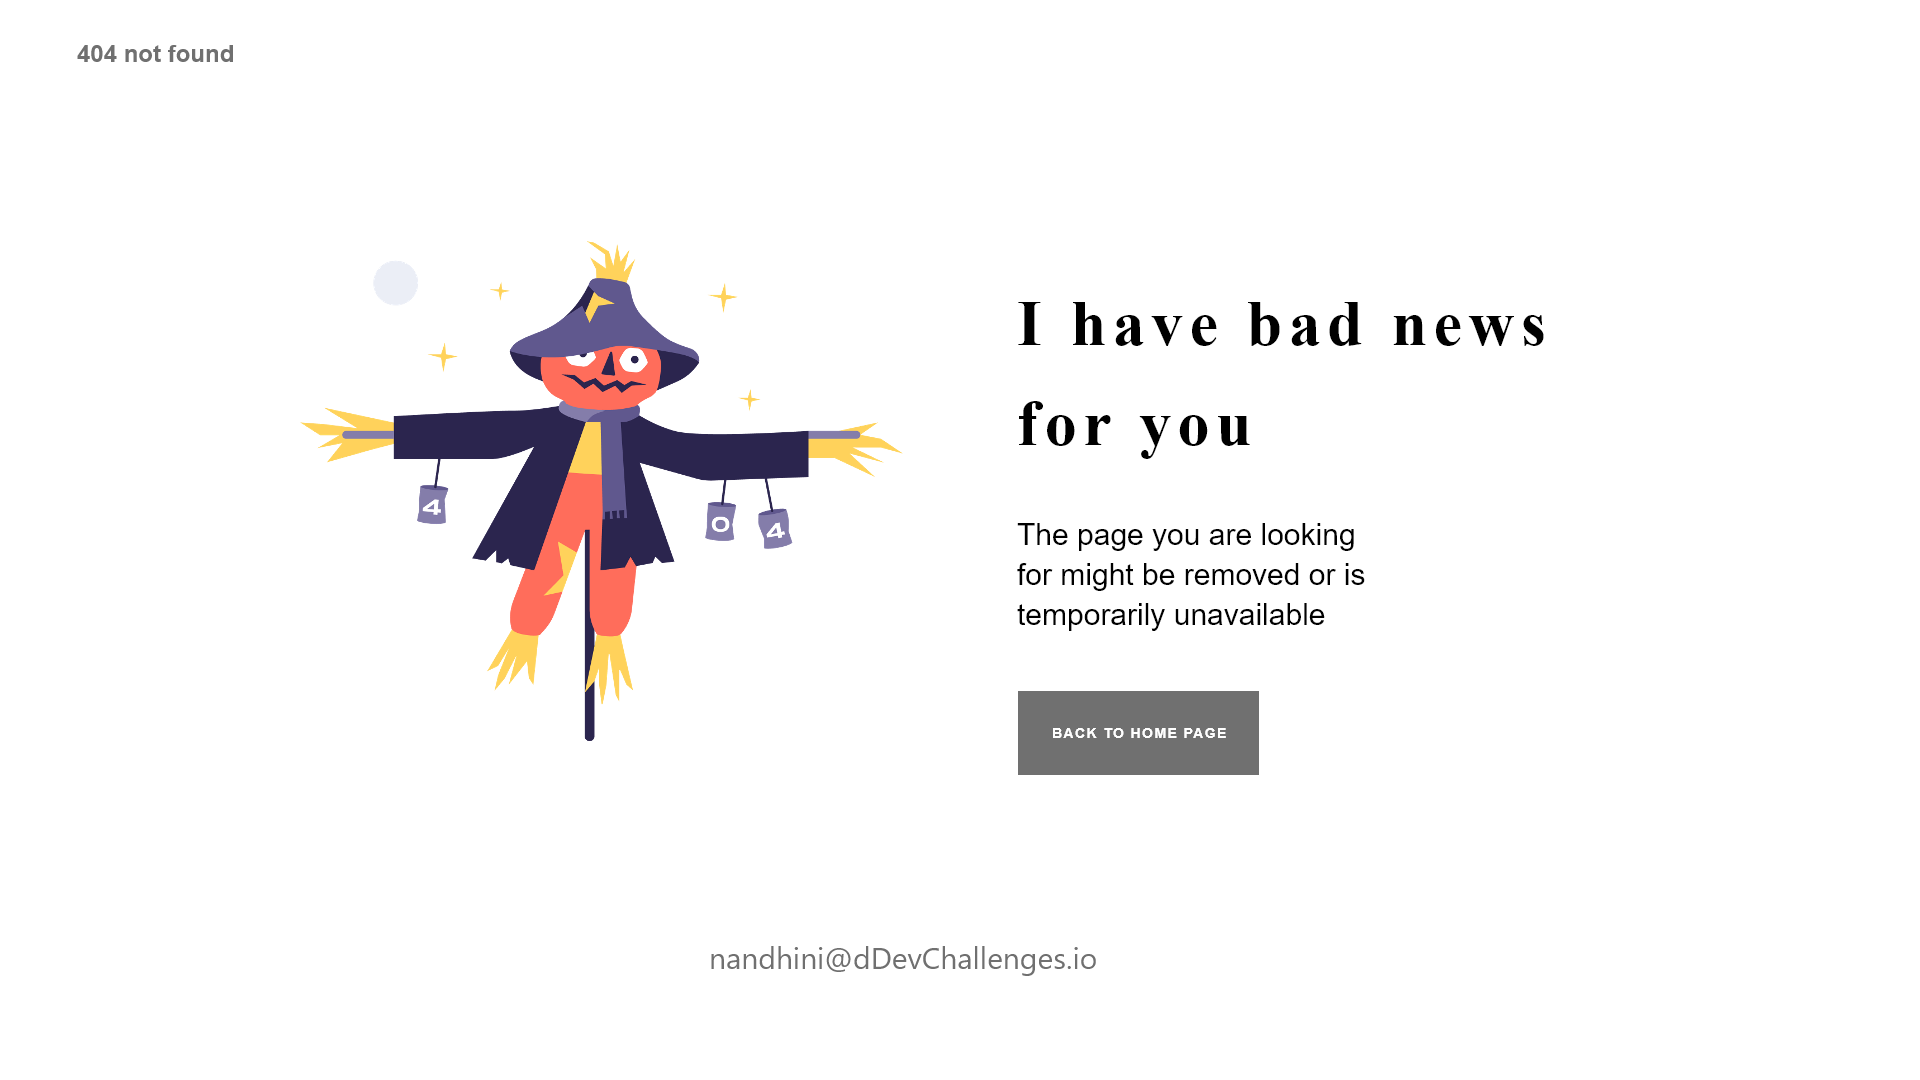 404 not found
I have bad news
for you
4
0
4
The page you are looking
for might be removed or is
temporarily unavailable
BACK TO HOME PAGE
nandhini@dDevChallenges.io